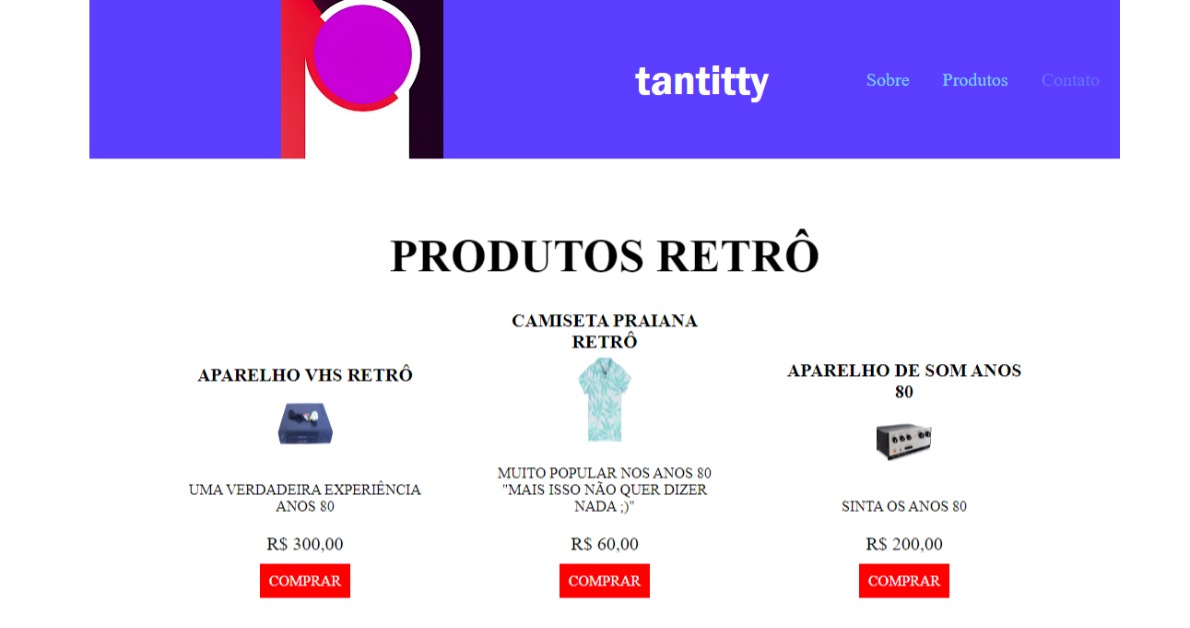 tantitty
Sobre
Produtos
Contato
PRODUTOS RETRÔ
APARELHO VHS RETRÔ
UMA VERDADEIRA EXPERIÊNCIA
ANOS 80
R$ 300,00
COMPRAR
CAMISETA PRAIANA
RETRÔ
MUITO POPULAR NOS ANOS 80
"MAIS ISSO NÃO QUER DIZER
NADA ;)"
R$ 60,00
COMPRAR
APARELHO DE SOM ANOS
80
SINTA OS ANOS 80
R$ 200,00
COMPRAR